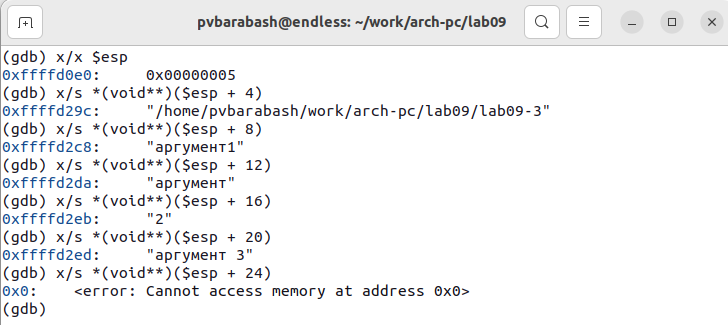 pvbarabash@endless: ~/work/arch-pc/lab09
(gdb) x/x $esp
0xffffd0e0:     0x00000005
(gdb) x/s *(void**)($esp + 4)
0xffffd29c:     "/home/pvbarabash/work/arch-pc/lab09/lab09-3"
(gdb) x/s *(void**)($esp + 8)
0xffffd2c8:     "аргумент1"
(gdb) x/s *(void**)($esp + 12)
0xffffd2da:     "аргумент"
(gdb) x/s *(void**)($esp + 16)
0xffffd2eb:     "2"
(gdb) x/s *(void**)($esp + 20)
0xffffd2ed:     "аргумент 3"
(gdb) x/s *(void**)($esp + 24)
0x0:    <error: Cannot access memory at address 0x0>
(gdb)